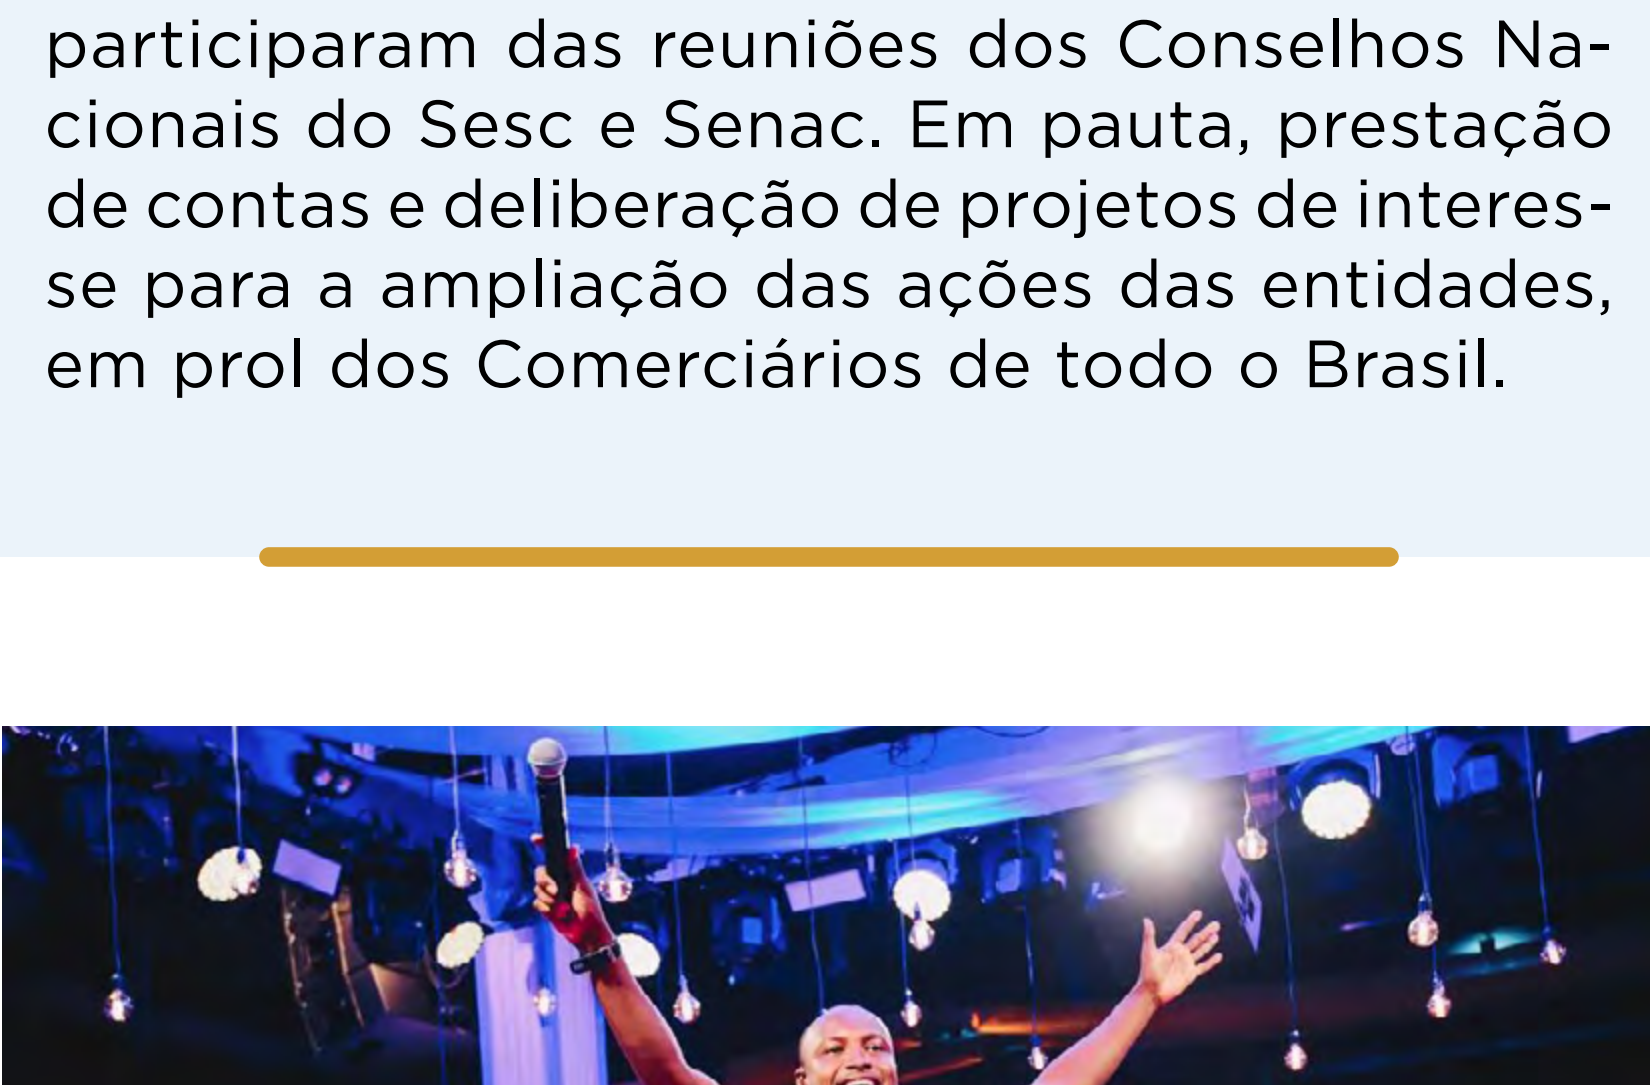 participaram das reuniões dos Conselhos Na-
cionais do Sesc e Senac. Em pauta, prestação
de contas e deliberação de projetos de interes-
se para a ampliação das ações das entidades,
em prol dos Comerciários de todo o Brasil.